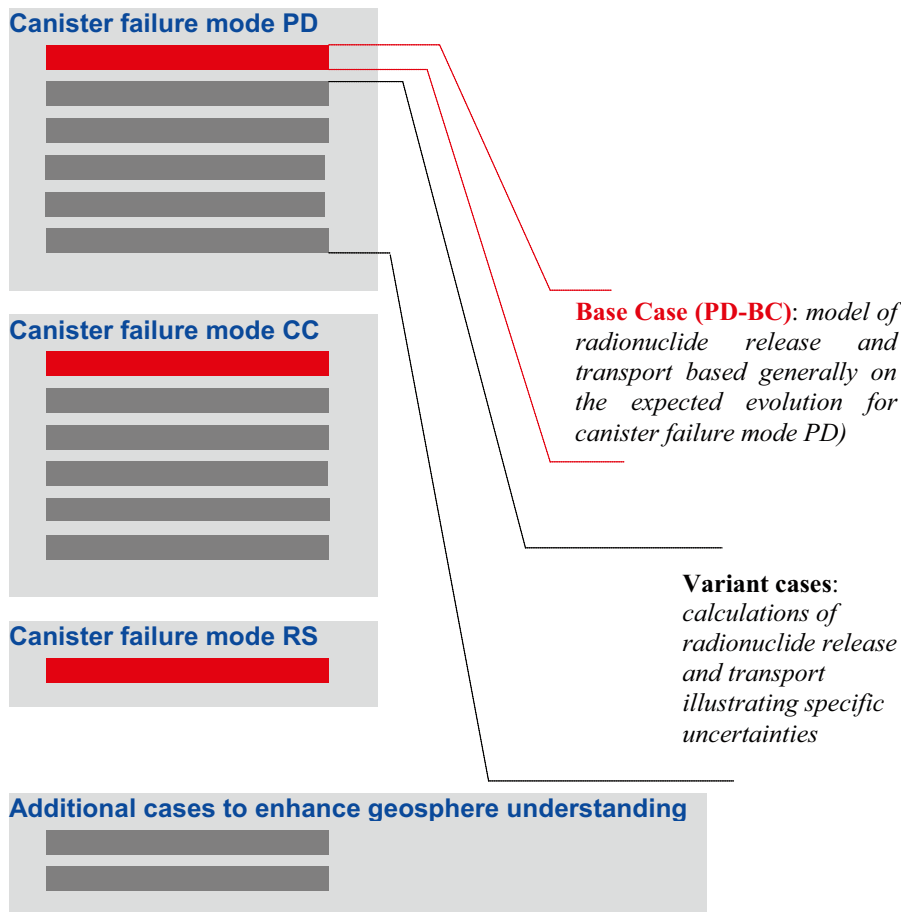 Canister failure mode PD
Base Case (PD-BC): model of
radionuclide release and
transport based generally on
the expected evolution for
canister failure mode PD)
Canister failure mode CC
Variant cases:
calculations of
radionuclide release
and transport
illustrating specific
uncertainties
Canister failure mode RS
Additional cases to enhance geosphere understanding